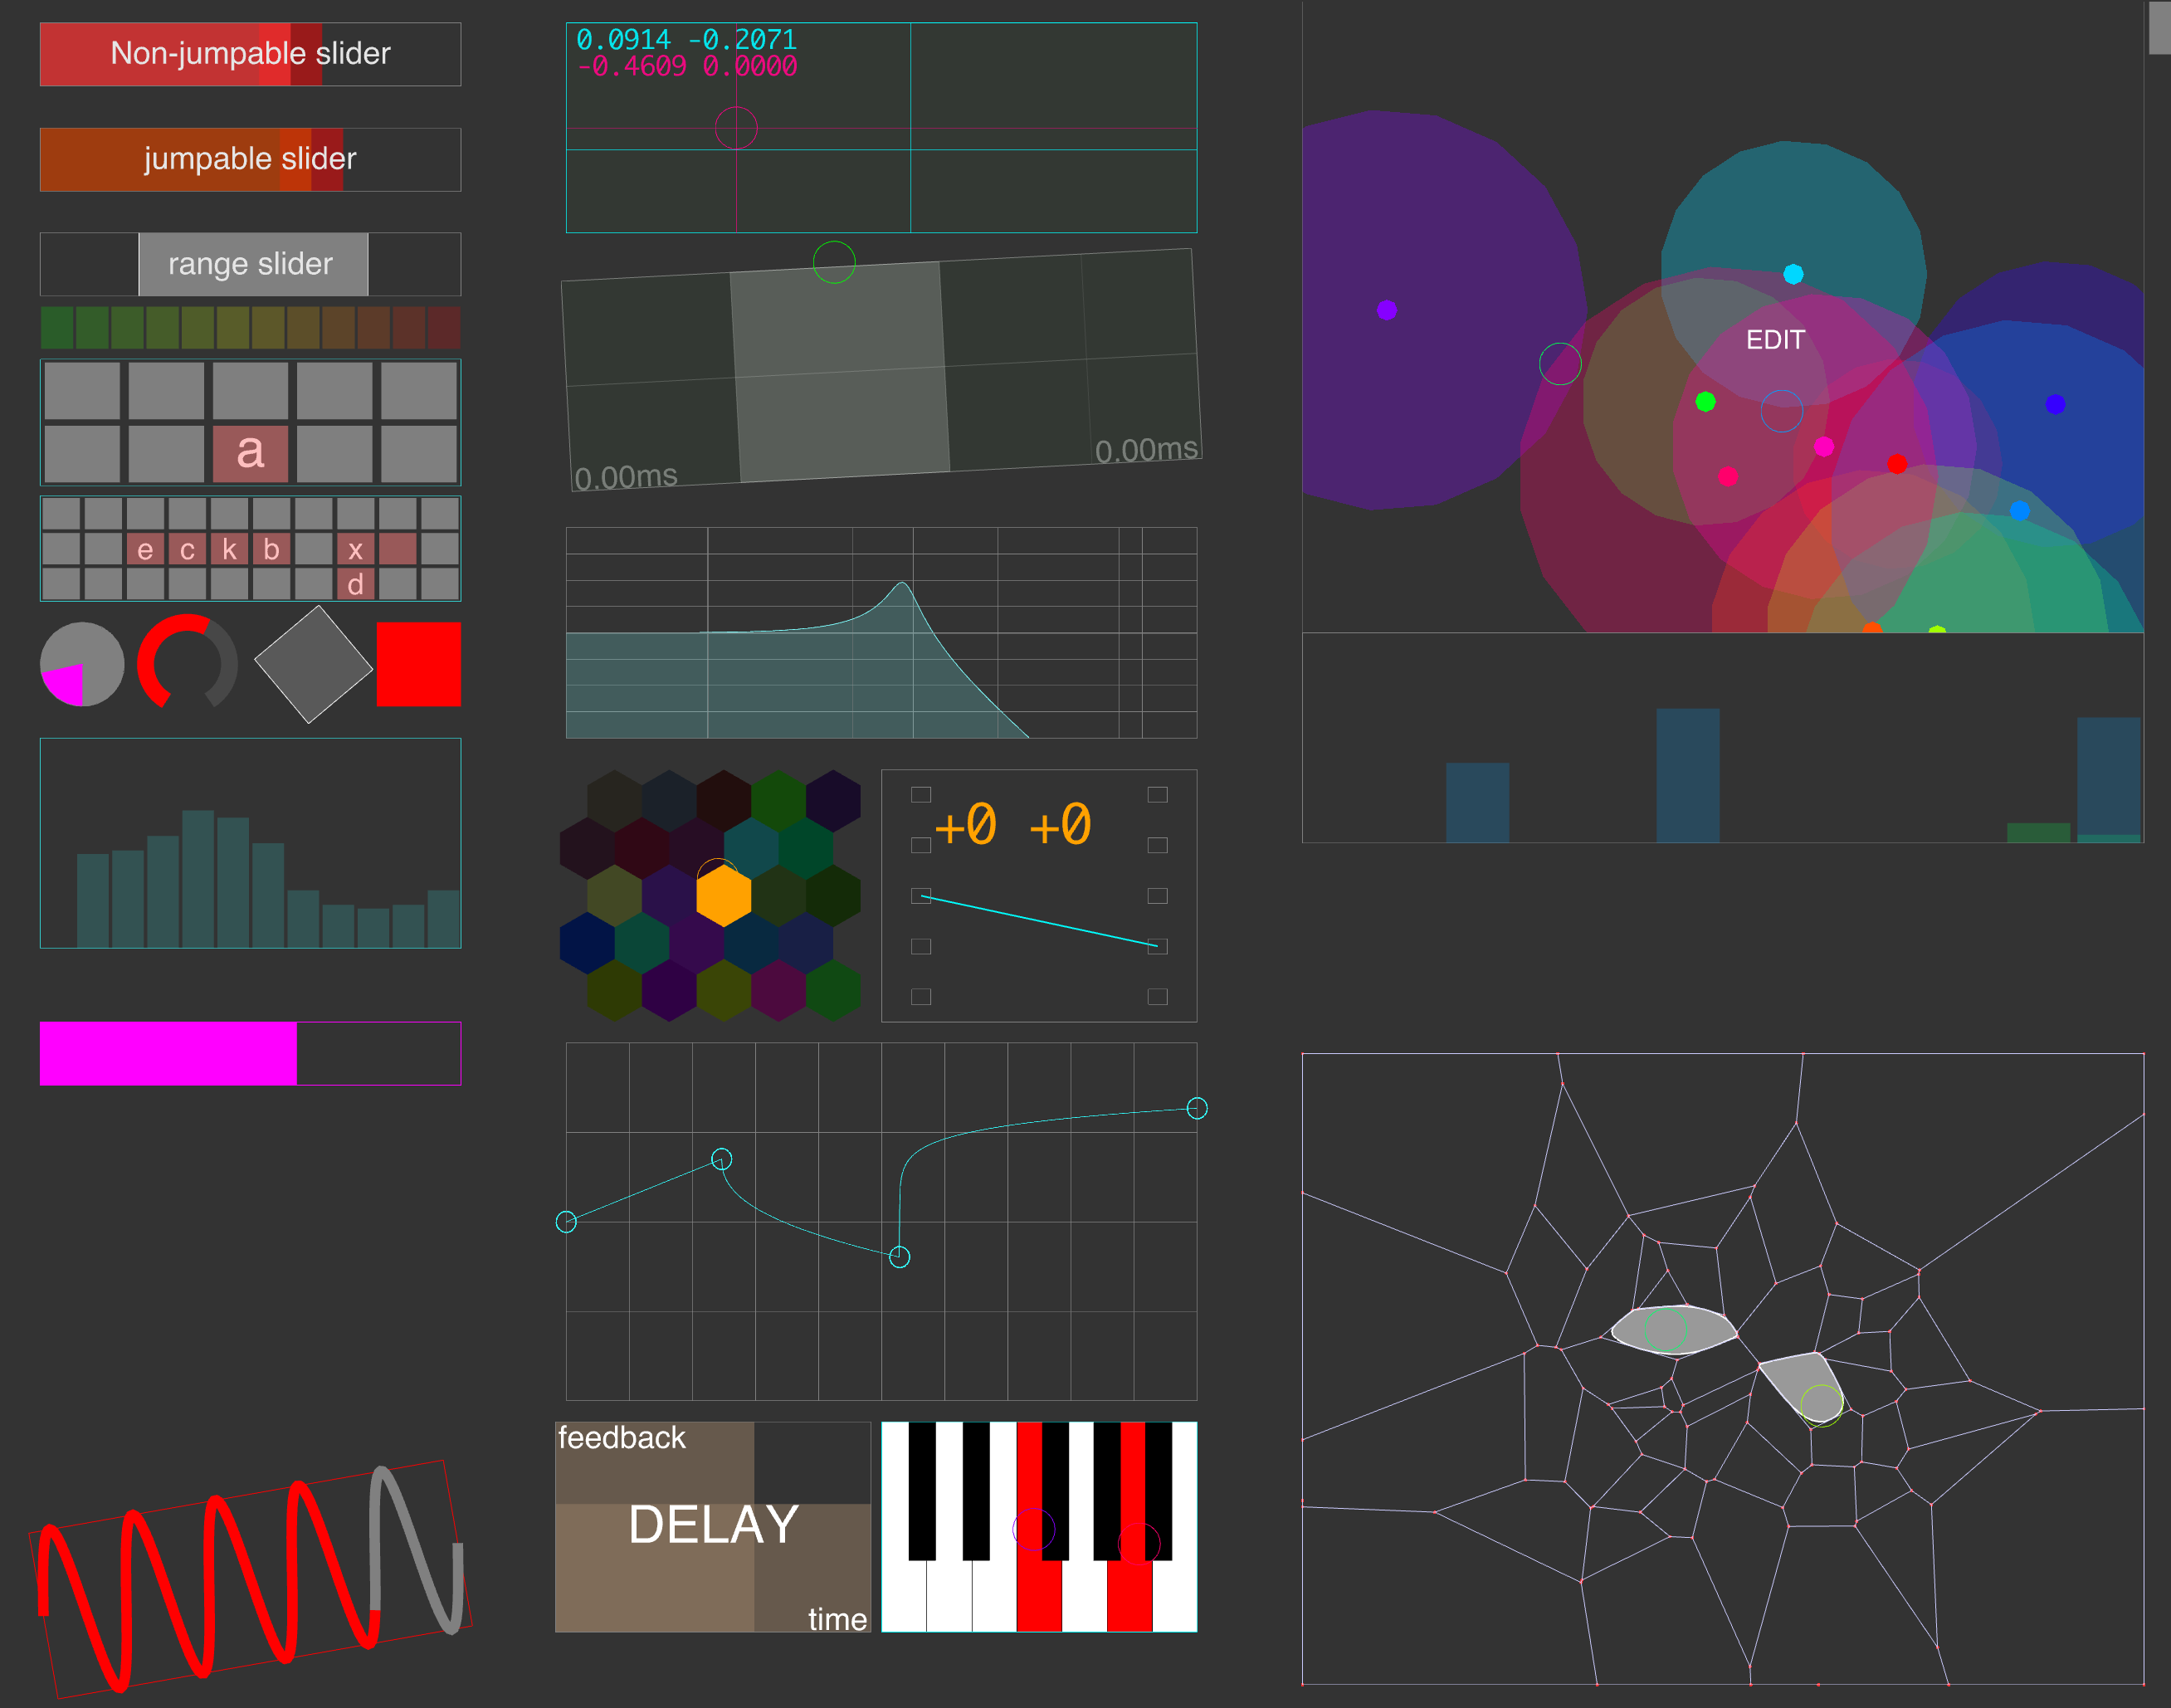 Non-jumpable slider
jumpable slider
range slider
a
e c k b x
d
0.0914 -0.2071
-0.4609 0.0000
0.00ms
0.00ms
+0 +0
feedback
DELAY
time
EDIT